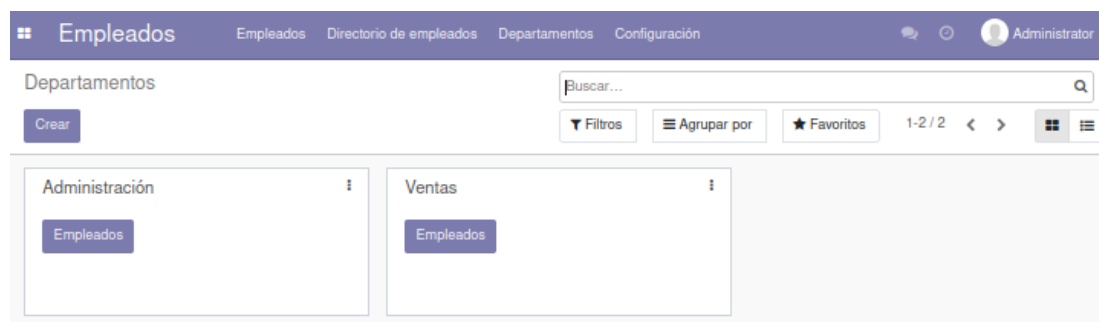 Empleados Empleados Directorio de empleados Departamentos Configuración Administrator
Departamentos Buscar...
Crear Filtros Agrupar por Favoritos 1-2 / 2
Administración Ventas
Empleados Empleados